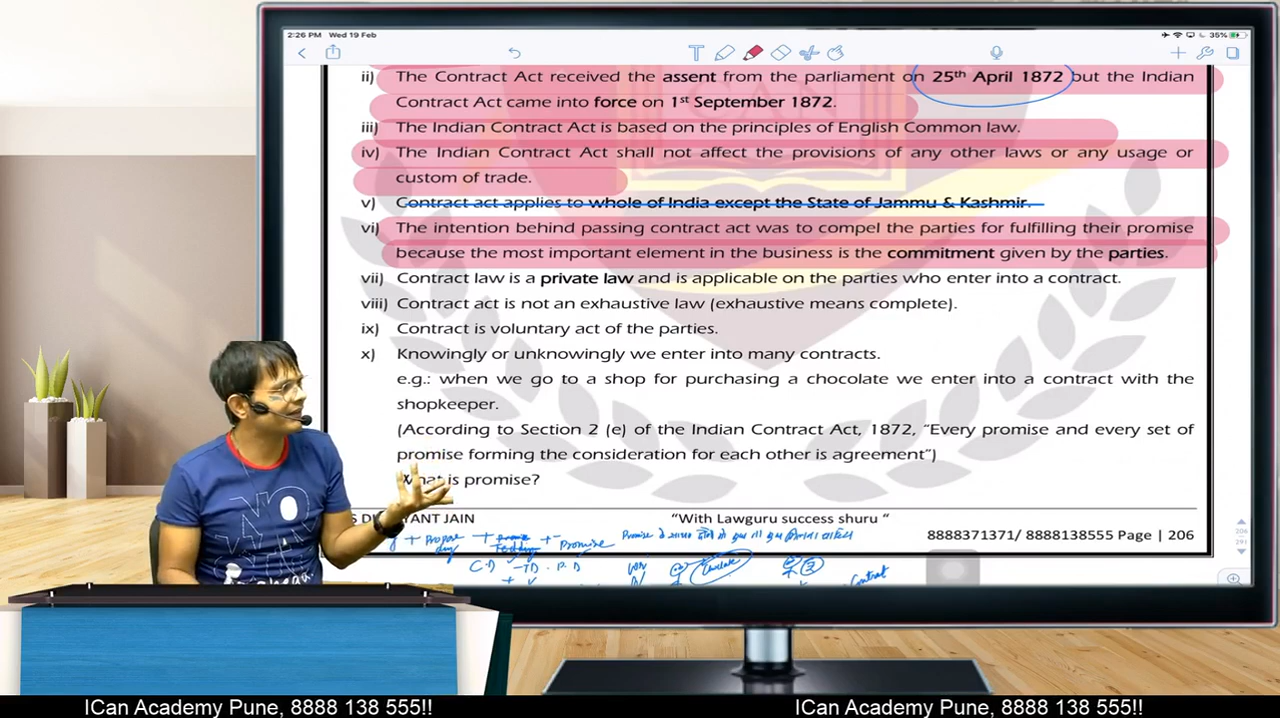 2:26 PM Wed 19 Feb
35%
ii) The Contract Act received the assent from the parliament on 25th April 1872 but the Indian
Contract Act came into force on 1st September 1872.
iii) The Indian Contract Act is based on the principles of English Common law.
iv) The Indian Contract Act shall not affect the provisions of any other laws or any usage or
custom of trade.
v) Contract act applies to whole of India except the State of Jammu & Kashmir.
vi) The intention behind passing contract act was to compel the parties for fulfilling their promise
because the most important element in the business is the commitment given by the parties.
vii) Contract law is a private law and is applicable on the parties who enter into a contract.
viii) Contract act is not an exhaustive law (exhaustive means complete).
ix) Contract is voluntary act of the parties.
x) Knowingly or unknowingly we enter into many contracts.
e.g.: when we go to a shop for purchasing a chocolate we enter into a contract with the
shopkeeper.
(According to Section 2 (e) of the Indian Contract Act, 1872, “Every promise and every set of
promise forming the consideration for each other is agreement”)
is promise?
JAIN “With Lawguru success shuru “ 8888371371/ 8888138555 Page | 206
Promise
Chocolate
Contract
NO
ICan Academy Pune, 8888 138 555!! ICan Academy Pune, 8888 138 555!!